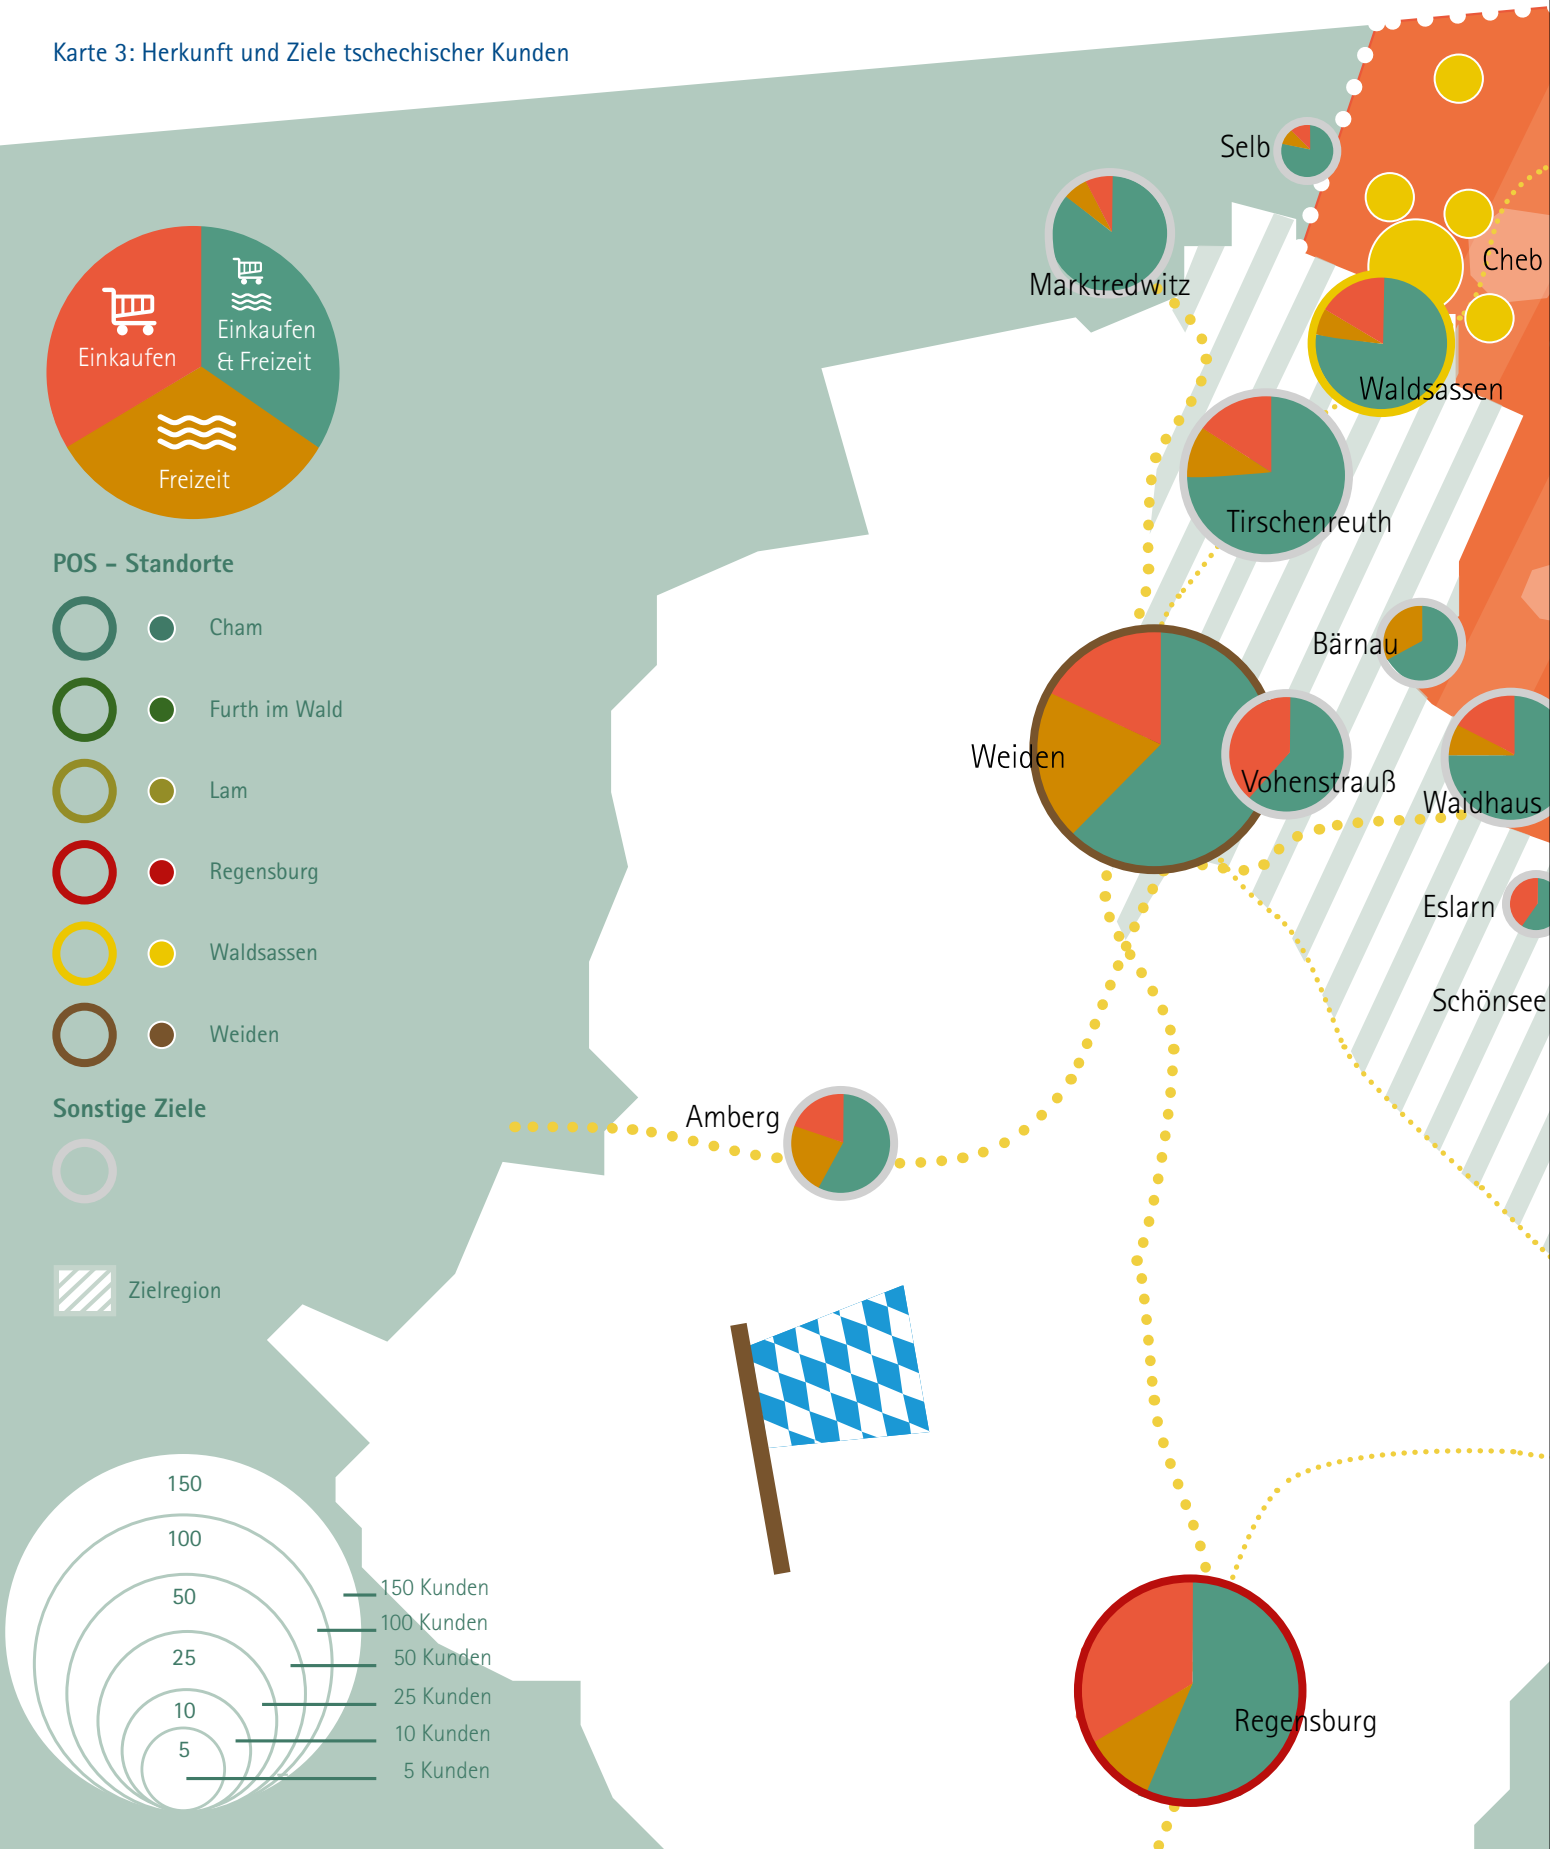 Karte 3: Herkunft und Ziele tschechischer Kunden
Einkaufen
Einkaufen
& Freizeit
Freizeit
POS – Standorte
Cham
Furth im Wald
Lam
Regensburg
Waldsassen
Weiden
Sonstige Ziele
Zielregion
150
100
50
25
10
5
150 Kunden
100 Kunden
50 Kunden
25 Kunden
10 Kunden
5 Kunden
Selb
Marktredwitz
Cheb
Waldsassen
Tirschenreuth
Bärnau
Weiden
Vohenstrauß
Waidhaus
Eslarn
Schönsee
Amberg
Regensburg